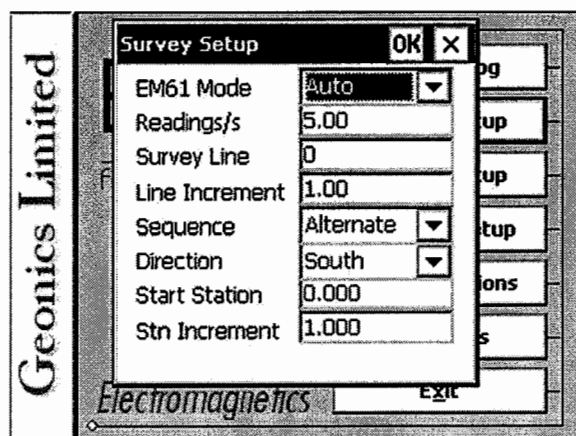 Geonics Limited
Survey Setup OK ×
EM61 Mode Auto
Readings/s 5.00
Survey Line 0
Line Increment 1.00
Sequence Alternate
Direction South
Start Station 0.000
Stn Increment 1.000
Electromagnetics
Exit